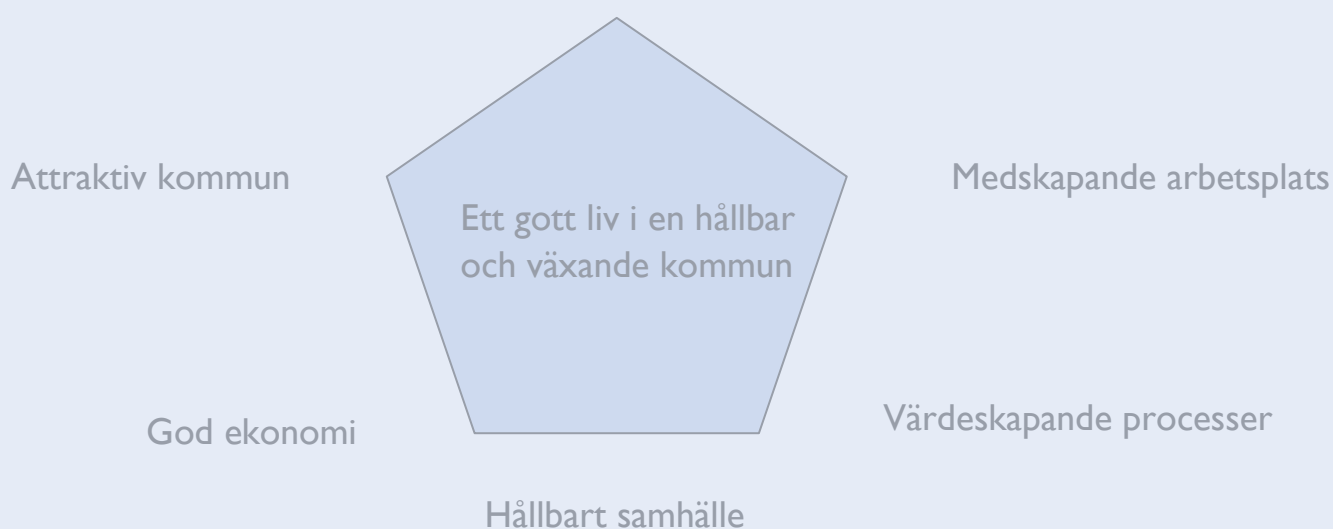 Attraktiv kommun
Medskapande arbetsplats
Ett gott liv i en hållbar
och växande kommun
God ekonomi
Värdeskapande processer
Hållbart samhälle